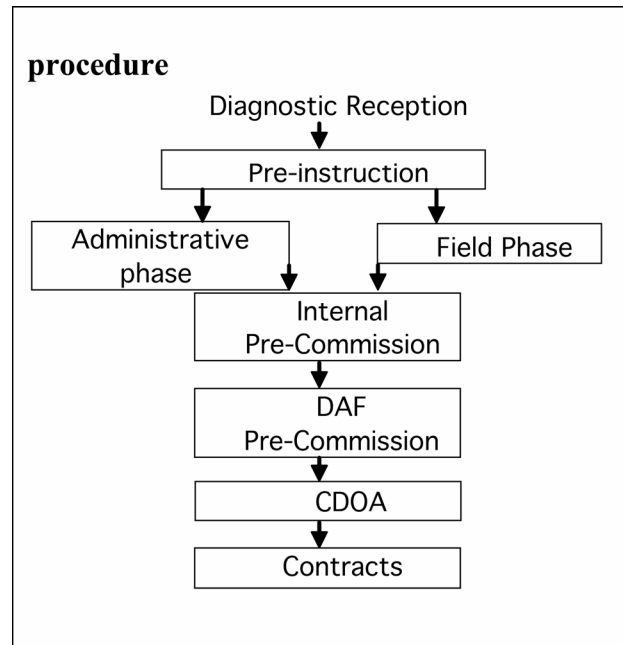 procedure
Diagnostic Reception
Pre-instruction
Administrative
phase
Field Phase
Internal
Pre-Commission
DAF
Pre-Commission
CDOA
Contracts